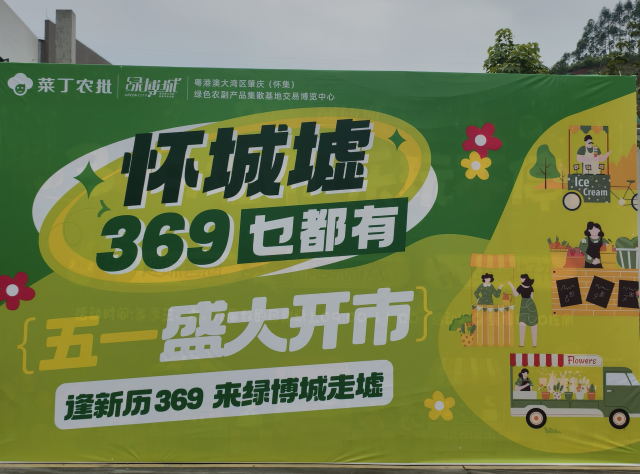 菜丁农批 绿博城 粤港澳大湾区肇庆（怀集）
绿色农副产品集散基地交易博览中心
怀城墟
369乜都有
{五一盛大开市}
逢新历369 来绿博城走墟
Ice
Cream
Flowers